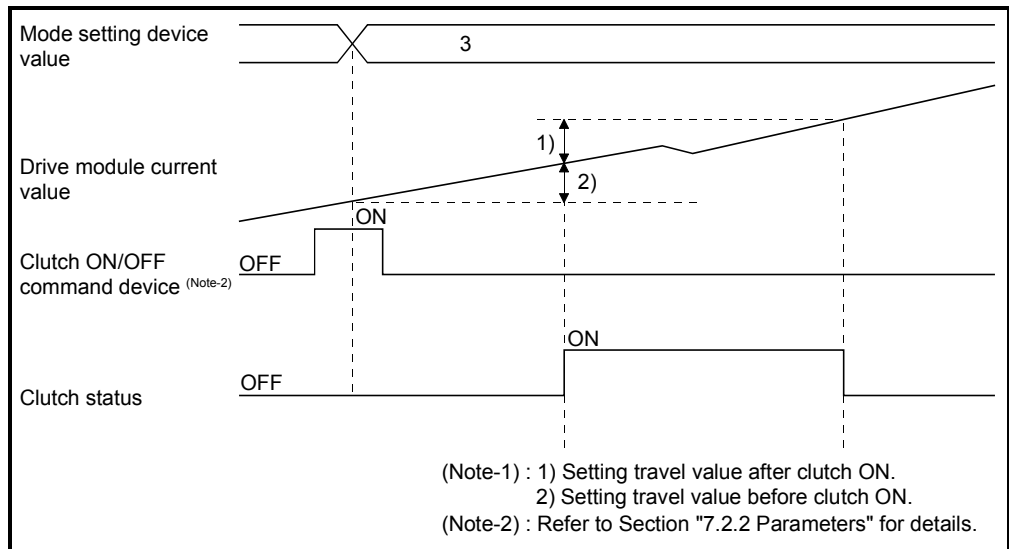 Mode setting device
value
3
1)
Drive module current
value
2)
ON
Clutch ON/OFF
command device (Note-2)
OFF
ON
OFF
Clutch status
(Note-1) : 1) Setting travel value after clutch ON.
2) Setting travel value before clutch ON.
(Note-2) : Refer to Section "7.2.2 Parameters" for details.